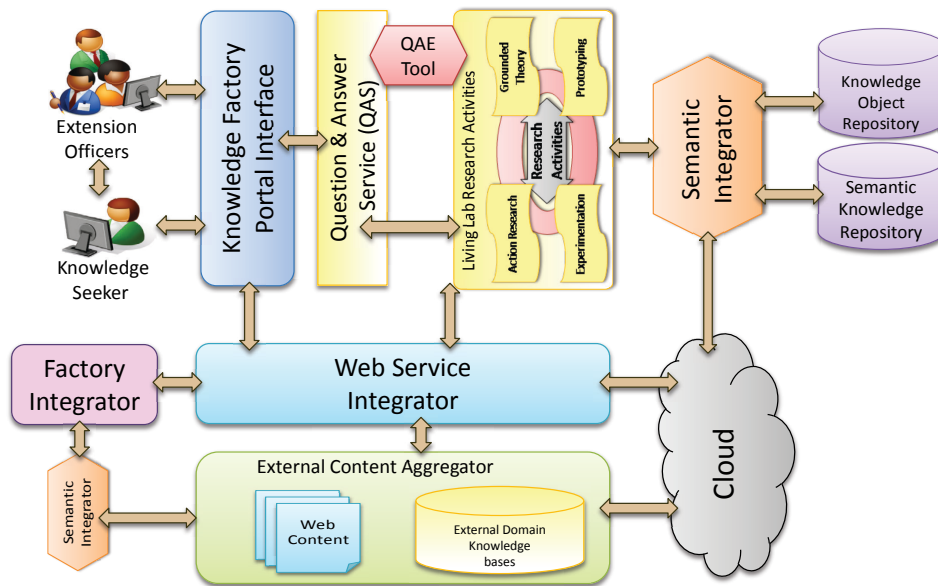 Extension
Officers
Knowledge
Seeker
Knowledge Factory
Portal Interface
Question & Answer
Service (QAS)
QAE
Tool
Living Lab Research Activities
Grounded
Theory
Prototyping
Research
Activities
Action Research
Experimentation
Semantic
Integrator
Knowledge
Object
Repository
Semantic
Knowledge
Repository
Factory
Integrator
Web Service
Integrator
Cloud
Semantic
Integrator
External Content Aggregator
Web
Content
External Domain
Knowledge
bases